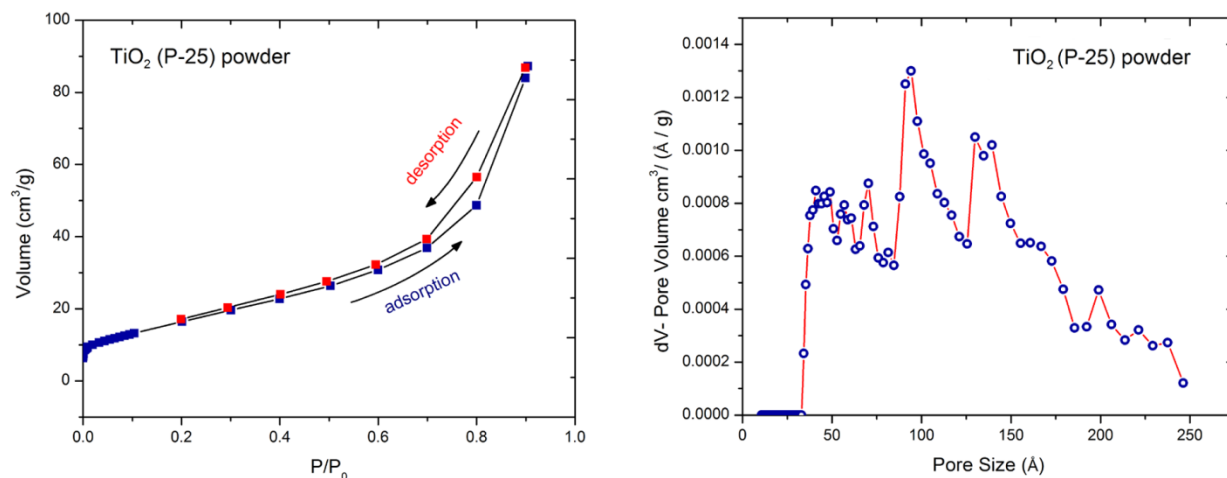 TiO₂ (P-25) powder
desorption
adsorption
Volume (cm³/g)
100
80
60
40
20
0
0.0 0.2 0.4 0.6 0.8 1.0
P/P₀
TiO₂ (P-25) powder
dV- Pore Volume cm³/ (Å / g)
0.0014
0.0012
0.0010
0.0008
0.0006
0.0004
0.0002
0.0000
0 50 100 150 200 250
Pore Size (Å)